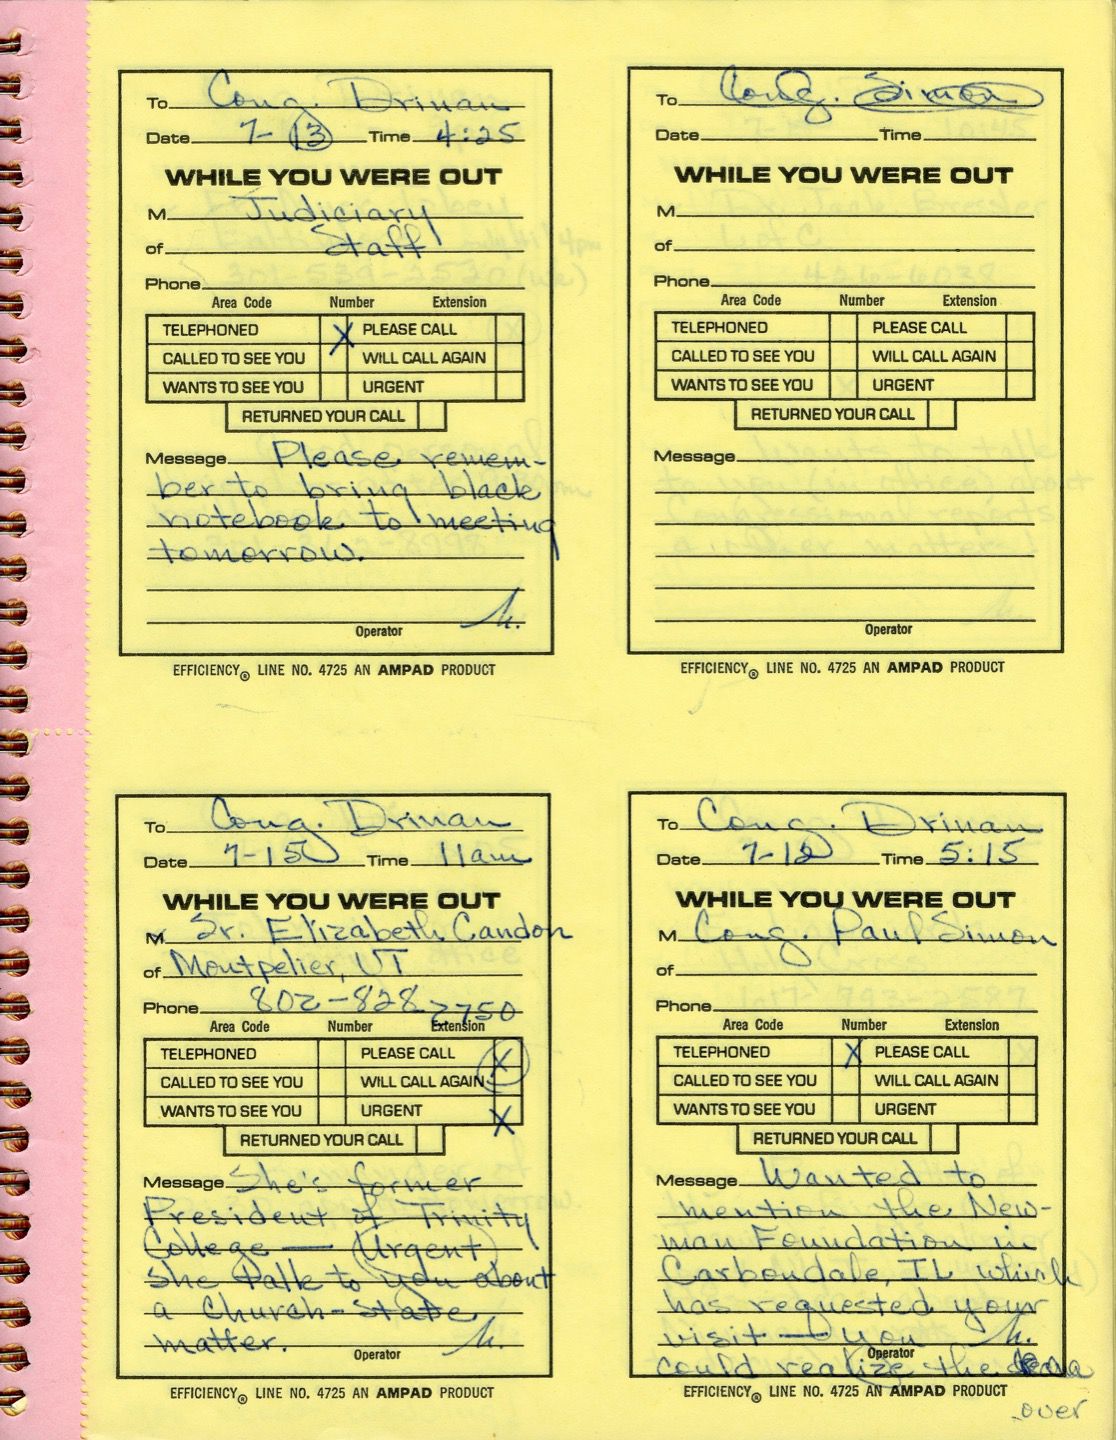 To Cong. Drinan
Date 7-13 Time 4:25
WHILE YOU WERE OUT
M Judiciary
of Staff
Phone
Area Code Number Extension
TELEPHONED X PLEASE CALL
CALLED TO SEE YOU WILL CALL AGAIN
WANTS TO SEE YOU URGENT
RETURNED YOUR CALL
Message Please remem-
ber to bring black
notebook to meeting
tomorrow.
Operator
EFFICIENCY® LINE NO. 4725 AN AMPAD PRODUCT
To Cong. Simon
Date Time
WHILE YOU WERE OUT
M
of
Phone
Area Code Number Extension
TELEPHONED PLEASE CALL
CALLED TO SEE YOU WILL CALL AGAIN
WANTS TO SEE YOU URGENT
RETURNED YOUR CALL
Message
Operator
EFFICIENCY® LINE NO. 4725 AN AMPAD PRODUCT
To Cong. Drinan
Date 7-15 Time 11am
WHILE YOU WERE OUT
M Sr. Elizabeth Candon
of Montpelier, VT
Phone 802-828-2750
Area Code Number Extension
TELEPHONED PLEASE CALL X
CALLED TO SEE YOU WILL CALL AGAIN
WANTS TO SEE YOU URGENT X
RETURNED YOUR CALL
Message She's former
President of Trinity
College — (Urgent)
She talk to you about
a Church-State
matter.
Operator
EFFICIENCY® LINE NO. 4725 AN AMPAD PRODUCT
To Cong. Drinan
Date 7-12 Time 5:15
WHILE YOU WERE OUT
M Cong. Paul Simon
of
Phone
Area Code Number Extension
TELEPHONED X PLEASE CALL
CALLED TO SEE YOU WILL CALL AGAIN
WANTS TO SEE YOU URGENT
RETURNED YOUR CALL
Message Wanted to
mention the New-
man Foundation in
Carbondale, IL which
has requested your
visit — you
Operator
could realize the
EFFICIENCY® LINE NO. 4725 AN AMPAD PRODUCT
over